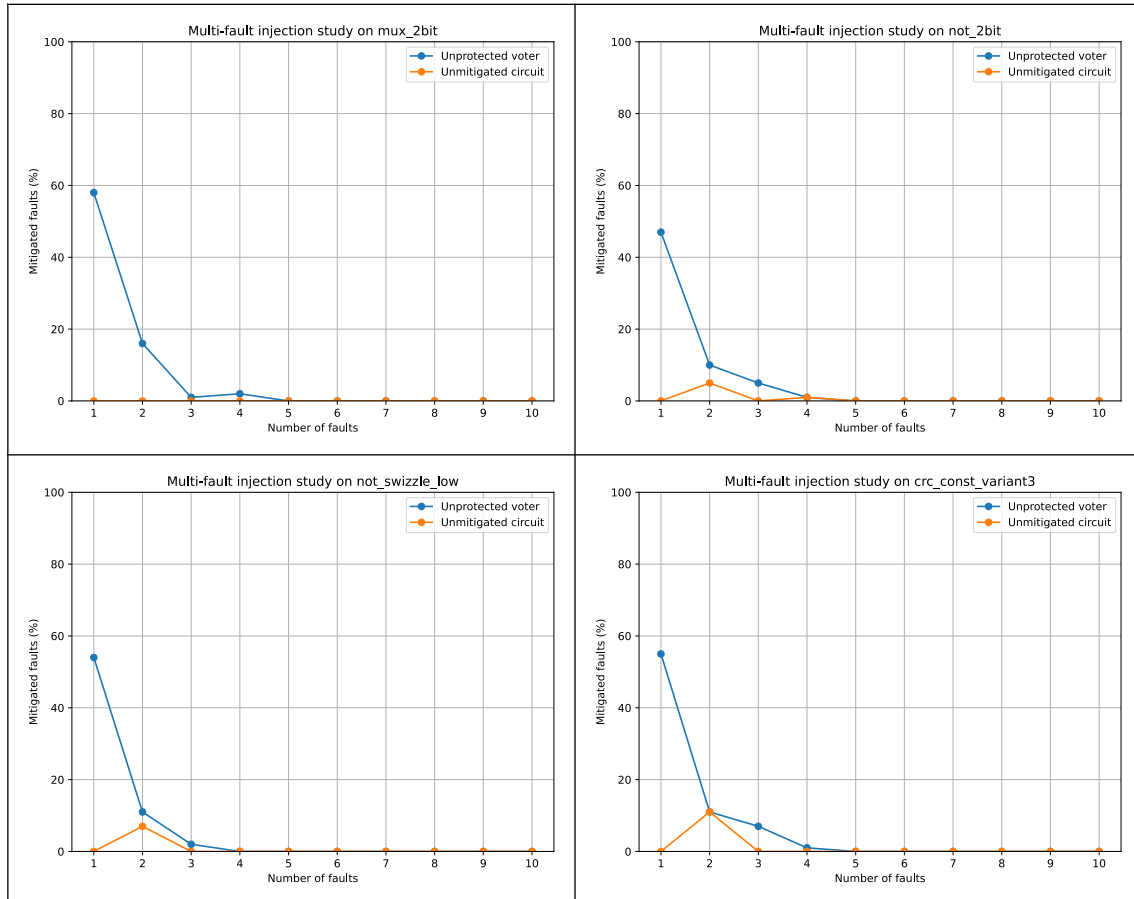 Multi-fault injection study on mux_2bit
100
80
60
40
20
0
Mitigated faults (%)
Unprotected voter
Unmitigated circuit
1 2 3 4 5 6 7 8 9 10
Number of faults
Multi-fault injection study on not_2bit
100
80
60
40
20
0
Mitigated faults (%)
Unprotected voter
Unmitigated circuit
1 2 3 4 5 6 7 8 9 10
Number of faults
Multi-fault injection study on not_swizzle_low
100
80
60
40
20
0
Mitigated faults (%)
Unprotected voter
Unmitigated circuit
1 2 3 4 5 6 7 8 9 10
Number of faults
Multi-fault injection study on crc_const_variant3
100
80
60
40
20
0
Mitigated faults (%)
Unprotected voter
Unmitigated circuit
1 2 3 4 5 6 7 8 9 10
Number of faults